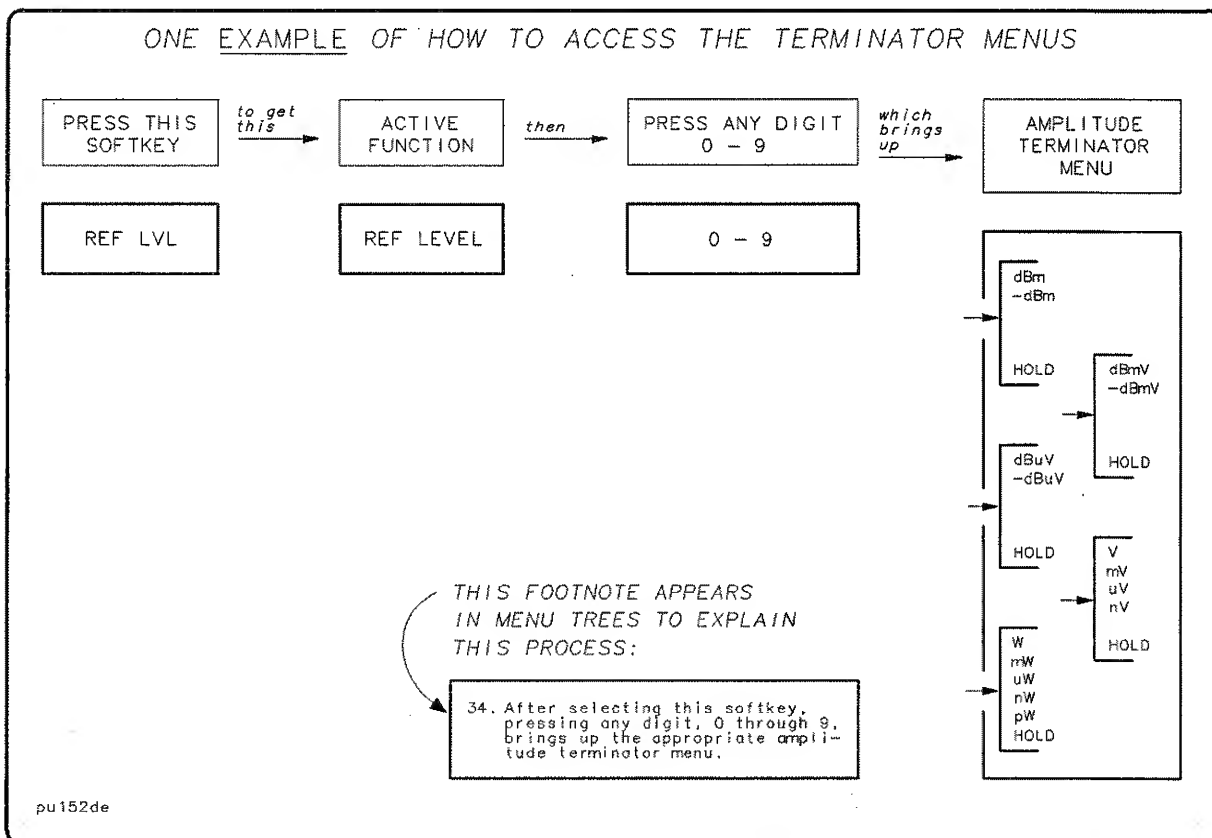 ONE EXAMPLE OF HOW TO ACCESS THE TERMINATOR MENUS
PRESS THIS
SOFTKEY
to get
this
ACTIVE
FUNCTION
then
PRESS ANY DIGIT
0 - 9
which
brings
up
AMPLITUDE
TERMINATOR
MENU
REF LVL
REF LEVEL
0 - 9
dBm
-dBm
HOLD
dBmV
-dBmV
HOLD
dBuV
-dBuV
HOLD
V
mV
uV
nV
HOLD
W
mW
uW
nW
pW
HOLD
THIS FOOTNOTE APPEARS
IN MENU TREES TO EXPLAIN
THIS PROCESS:
34. After selecting this softkey,
pressing any digit, 0 through 9,
brings up the appropriate ampli-
tude terminator menu.
pu152de